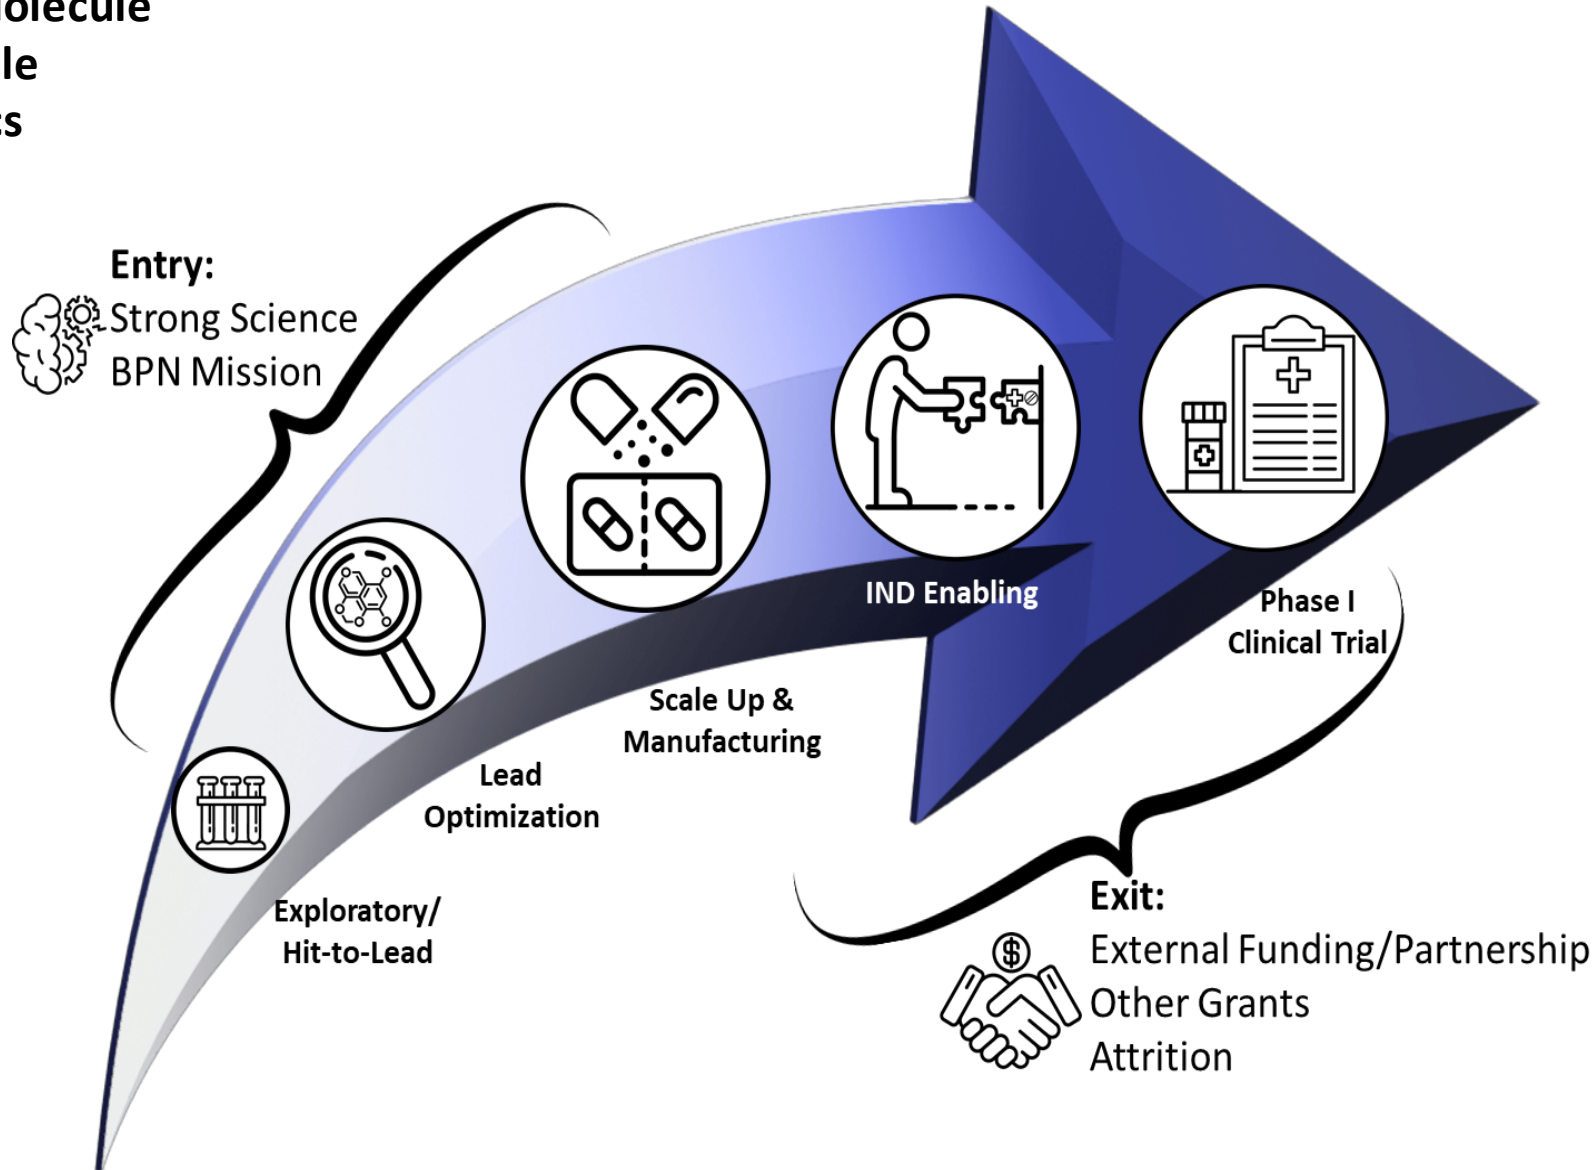 Entry:
Strong Science
BPN Mission
IND Enabling
Phase I
Clinical Trial
Scale Up &
Manufacturing
Lead
Optimization
Exploratory/
Hit-to-Lead
Exit:
$
External Funding/Partnership
Other Grants
Attrition